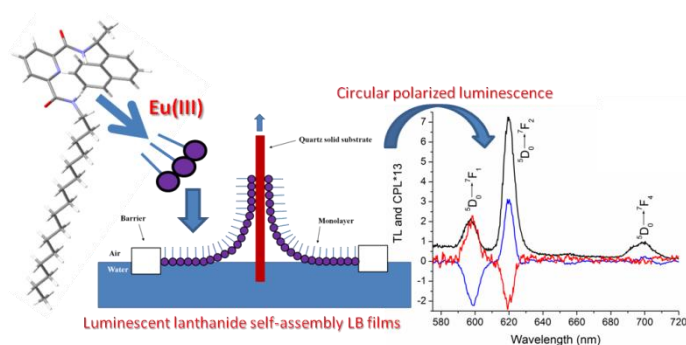 Eu(III)
Circular polarized luminescence
Quartz solid substrate
Barrier
Monolayer
Air
Water
Luminescent lanthanide self-assembly LB films
TL and CPL*13
7
6
5
4
3
2
1
0
-1
-2
⁵D₀→⁷F₁
⁵D₀→⁷F₂
⁵D₀→⁷F₄
580 600 620 640 660 680 700 720
Wavelength (nm)